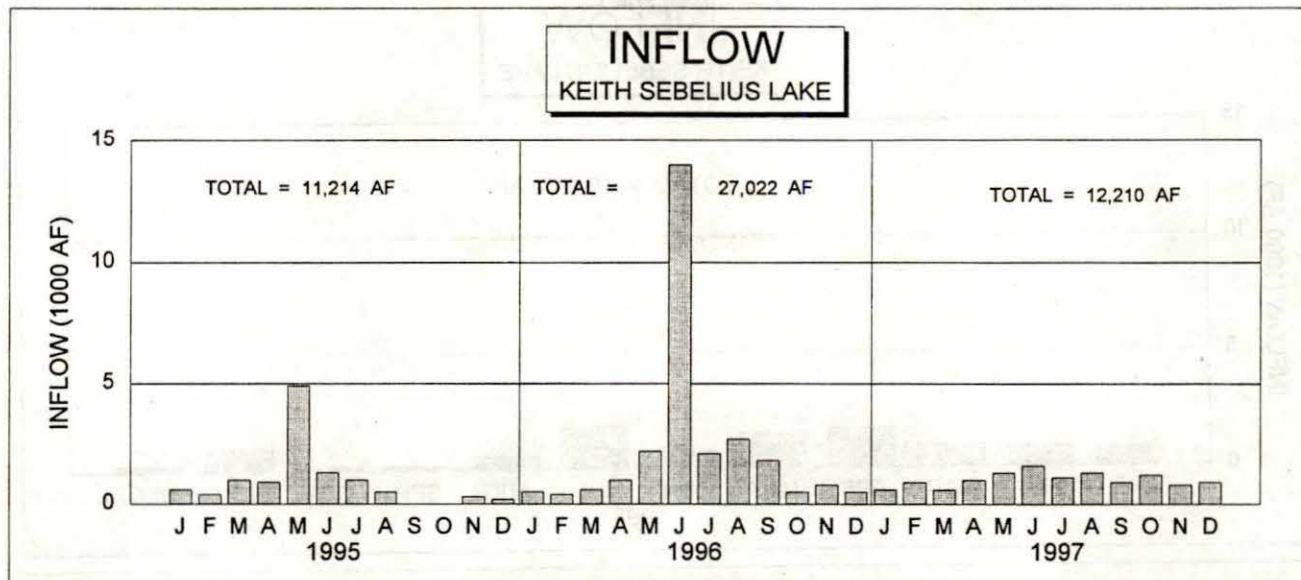 INFLOW
KEITH SEBELIUS LAKE
15
TOTAL = 11,214 AF TOTAL = 27,022 AF TOTAL = 12,210 AF
10
INFLOW (1000 AF)
5
0
J F M A M J J A S O N D J F M A M J J A S O N D J F M A M J J A S O N D
1995 1996 1997